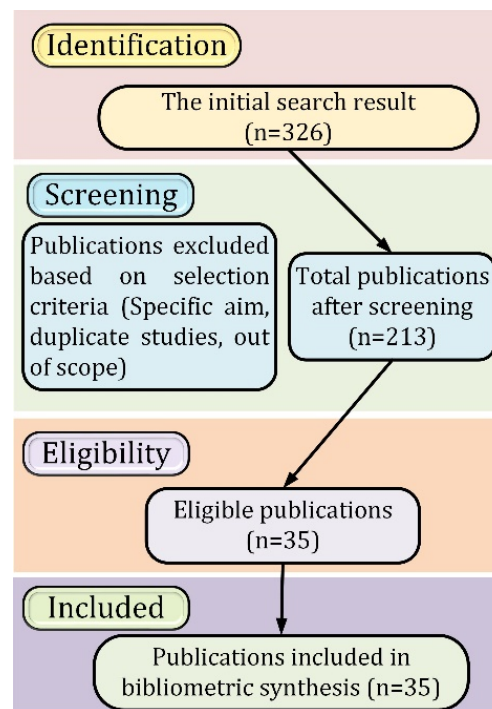 Identification
The initial search result
(n=326)
Screening
Publications excluded
based on selection
criteria (Specific aim,
duplicate studies, out
of scope)
Total publications
after screening
(n=213)
Eligibility
Eligible publications
(n=35)
Included
Publications included in
bibliometric synthesis (n=35)